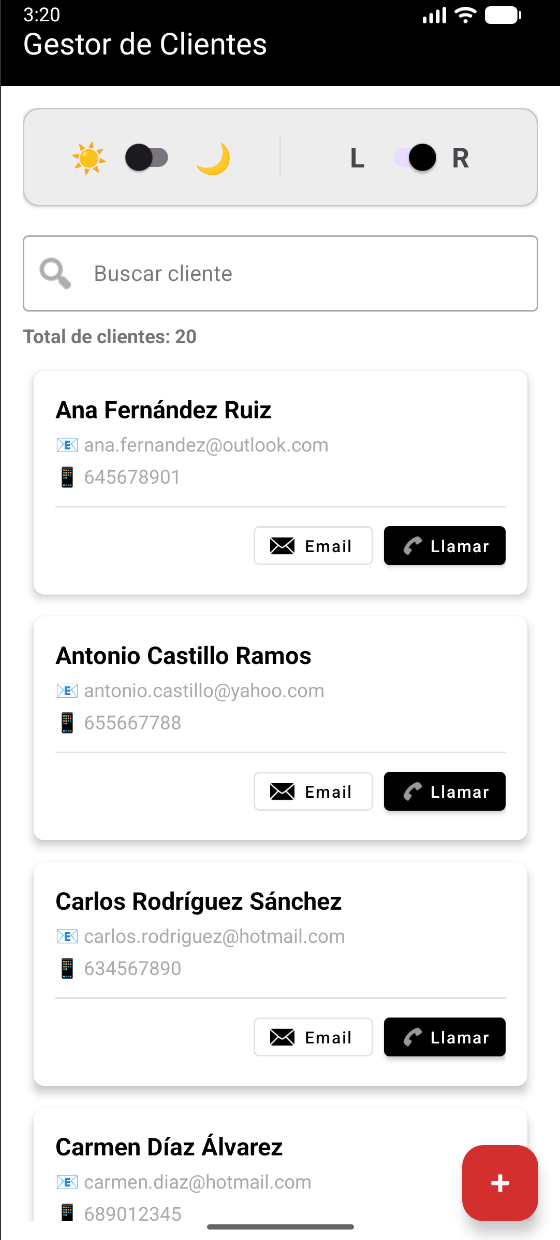 3:20
Gestor de Clientes
L R
Buscar cliente
Total de clientes: 20
Ana Fernández Ruiz
ana.fernandez@outlook.com
645678901
Email Llamar
Antonio Castillo Ramos
antonio.castillo@yahoo.com
655667788
Email Llamar
Carlos Rodríguez Sánchez
carlos.rodriguez@hotmail.com
634567890
Email Llamar
Carmen Díaz Álvarez
carmen.diaz@hotmail.com
689012345
+